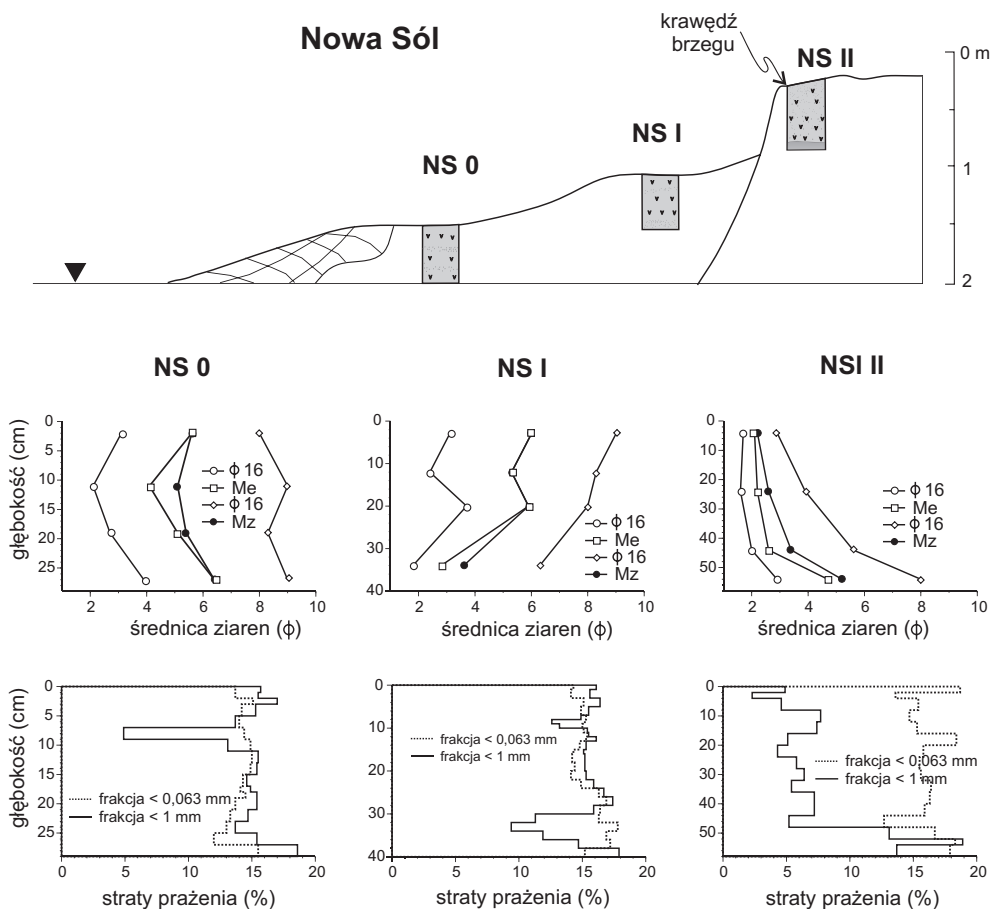 Nowa Sól
krawędź
brzegu
NS II
0 m
NS I
NS 0
1
2
NS 0
NS I
NSI II
głębokość (cm)
0
5
10
15
20
25
ϕ 16
Me
ϕ 16
Mz
2
4
6
8
10
średnica ziaren (ϕ)
0
10
20
30
40
ϕ 16
Me
ϕ 16
Mz
2
4
6
8
10
średnica ziaren (ϕ)
0
10
20
30
40
50
ϕ 16
Me
ϕ 16
Mz
2
4
6
8
10
średnica ziaren (ϕ)
głębokość (cm)
0
5
10
15
20
25
frakcja < 0,063 mm
frakcja < 1 mm
0
5
10
15
20
straty prażenia (%)
0
10
20
30
40
frakcja < 0,063 mm
frakcja < 1 mm
0
5
10
15
20
straty prażenia (%)
0
10
20
30
40
50
frakcja < 0,063 mm
frakcja < 1 mm
0
5
10
15
20
straty prażenia (%)